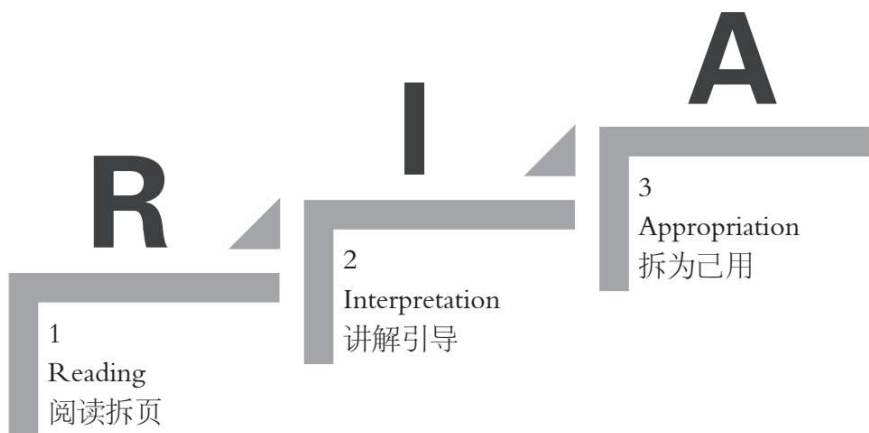 R
1
Reading
阅读拆页
I
2
Interpretation
讲解引导
A
3
Appropriation
拆为己用